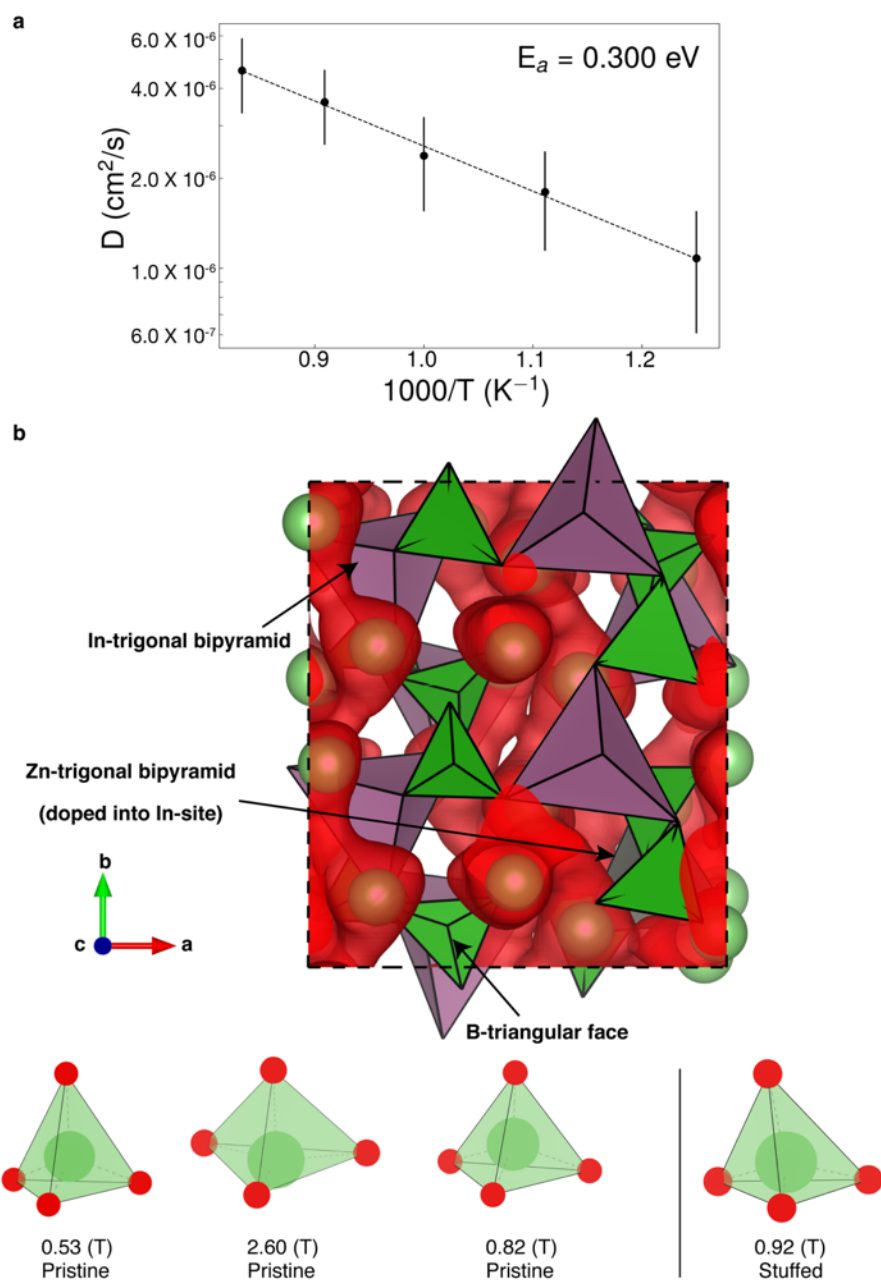 a
6.0 X 10⁻⁶
4.0 X 10⁻⁶
2.0 X 10⁻⁶
1.0 X 10⁻⁶
6.0 X 10⁻⁷
D (cm²/s)
Eₐ = 0.300 eV
0.9 1.0 1.1 1.2
1000/T (K⁻¹)
b
In-trigonal bipyramid
Zn-trigonal bipyramid
(doped into In-site)
b
c a
B-triangular face
0.53 (T) 2.60 (T) 0.82 (T) 0.92 (T)
Pristine Pristine Pristine Stuffed